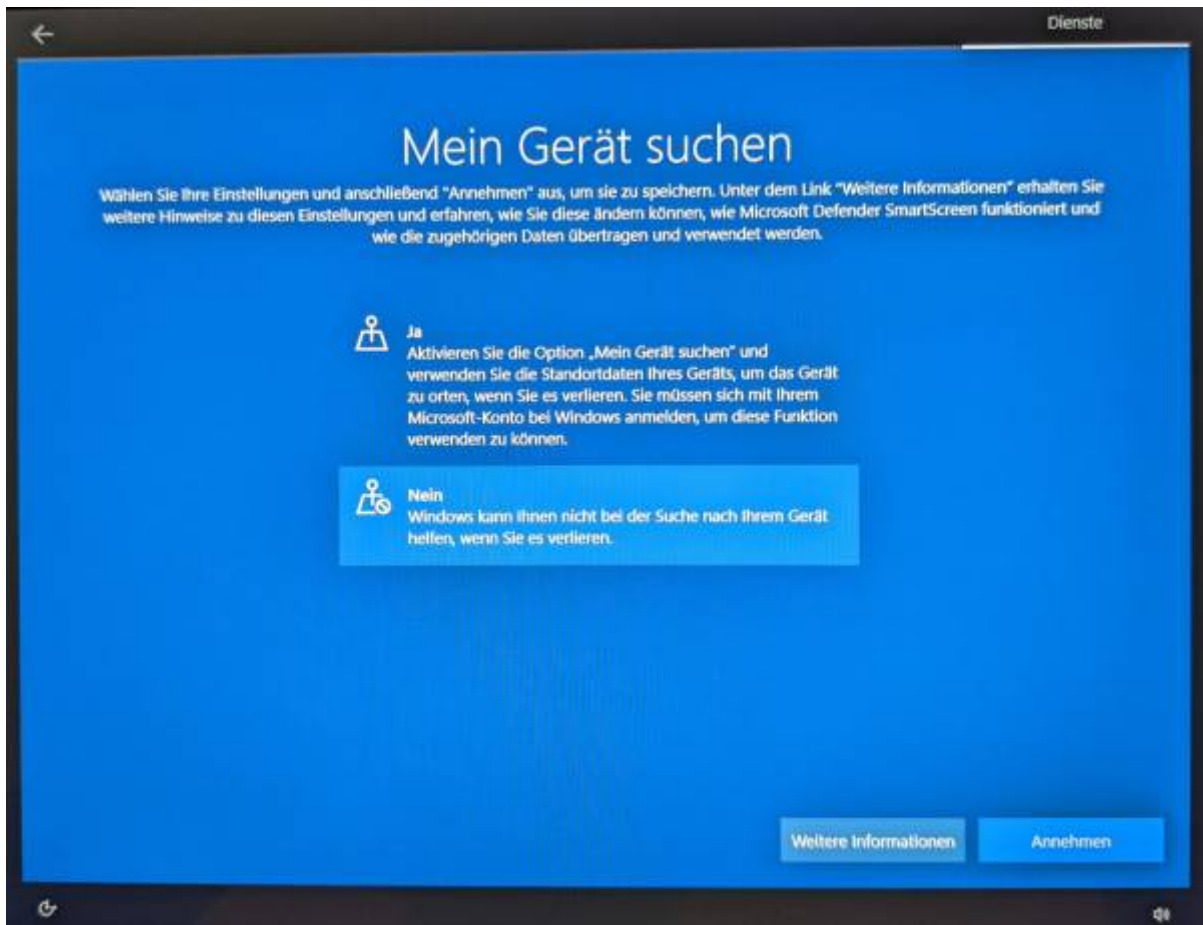 Dienste
Mein Gerät suchen
Wählen Sie Ihre Einstellungen und anschließend "Annehmen" aus, um sie zu speichern. Unter dem Link "Weitere Informationen" erhalten Sie
weitere Hinweise zu diesen Einstellungen und erfahren, wie Sie diese ändern können, wie Microsoft Defender SmartScreen funktioniert und
wie die zugehörigen Daten übertragen und verwendet werden.
Ja
Aktivieren Sie die Option „Mein Gerät suchen" und
verwenden Sie die Standortdaten Ihres Geräts, um das Gerät
zu orten, wenn Sie es verlieren. Sie müssen sich mit Ihrem
Microsoft-Konto bei Windows anmelden, um diese Funktion
verwenden zu können.
Nein
Windows kann Ihnen nicht bei der Suche nach Ihrem Gerät
helfen, wenn Sie es verlieren.
Weitere Informationen
Annehmen